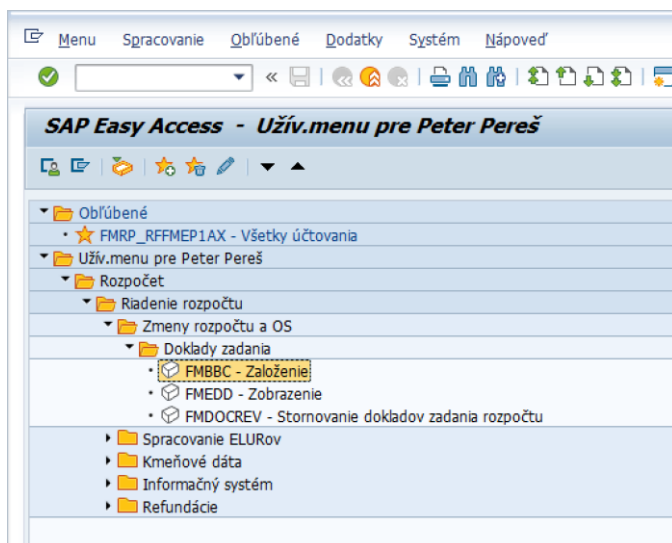 Menu Spracovanie Obľúbené Dodatky Systém Nápoveď
SAP Easy Access - Užív.menu pre Peter Pereš
Obľúbené
FMRP_RFFMEP1AX - Všetky účtovania
Užív.menu pre Peter Pereš
Rozpočet
Riadenie rozpočtu
Zmeny rozpočtu a OS
Doklady zadania
FMBBC - Založenie
FMEDD - Zobrazenie
FMDOCREV - Stornovanie dokladov zadania rozpočtu
Spracovanie ELURov
Kmeňové dáta
Informačný systém
Refundácie